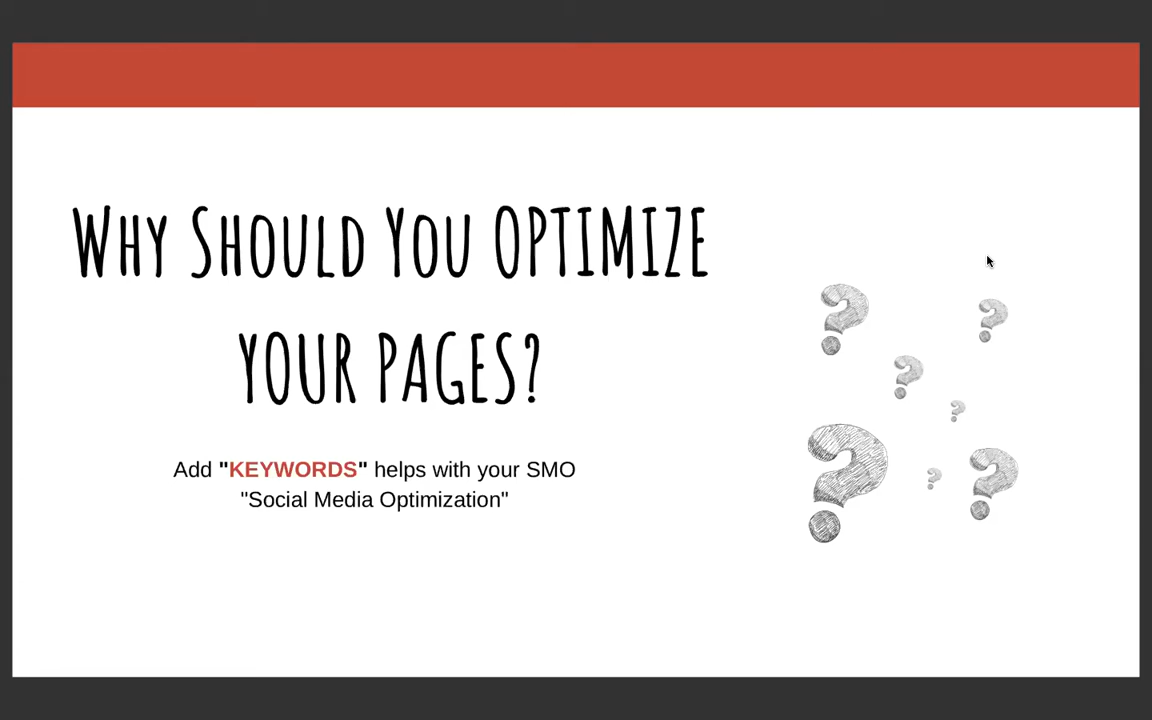 Why Should You OPTIMIZE
YOUR PAGES?
Add "KEYWORDS" helps with your SMO
"Social Media Optimization"